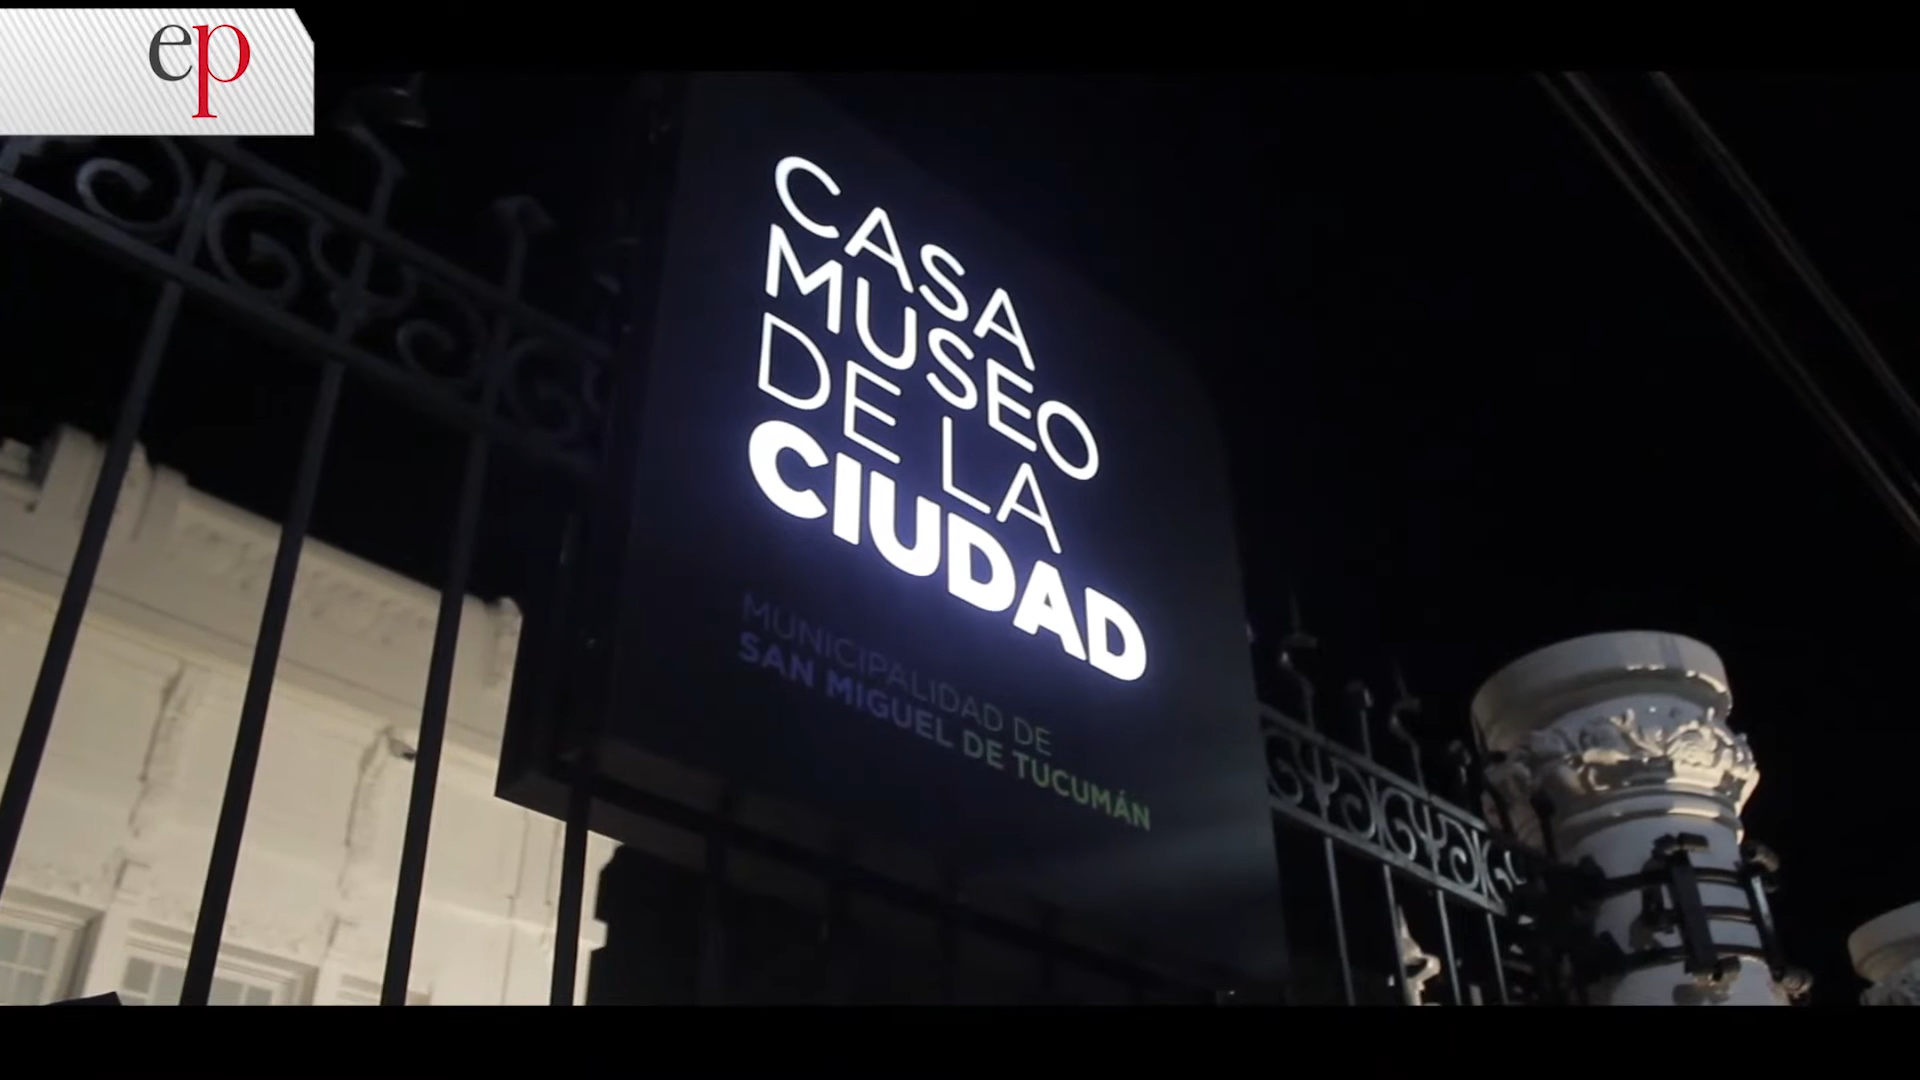 ep
CASA
MUSEO
DE LA
CIUDAD
MUNICIPALIDAD DE
SAN MIGUEL DE TUCUMÁN